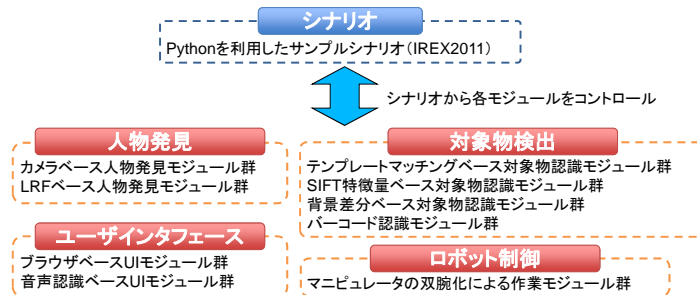 シナリオ
Pythonを利用したサンプルシナリオ(IREX2011)
シナリオから各モジュールをコントロール
人物発見
カメラベース人物発見モジュール群
LRFベース人物発見モジュール群
対象物検出
テンプレートマッチングベース対象物認識モジュール群
SIFT特徴量ベース対象物認識モジュール群
背景差分ベース対象物認識モジュール群
バーコード認識モジュール群
ユーザインタフェース
ブラウザベースUIモジュール群
音声認識ベースUIモジュール群
ロボット制御
マニピュレータの双腕化による作業モジュール群